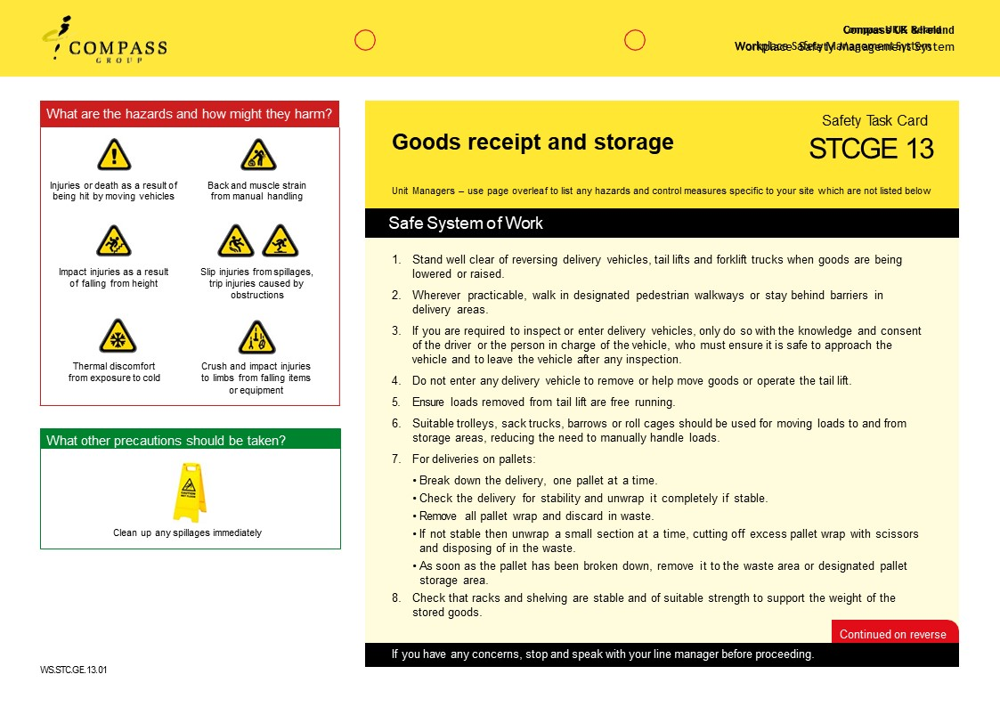 COMPASS
GROUP
Compass UK & Ireland
Workplace Safety Management System
What are the hazards and how might they harm?
Injuries or death as a result of
being hit by moving vehicles
Back and muscle strain
from manual handling
Impact injuries as a result
of falling from height
Slip injuries from spillages,
trip injuries caused by
obstructions
Thermal discomfort
from exposure to cold
Crush and impact injuries
to limbs from falling items
or equipment
What other precautions should be taken?
Clean up any spillages immediately
WS.STC.GE.13.01
Safety Task Card
Goods receipt and storage
STCGE 13
Unit Managers – use page overleaf to list any hazards and control measures specific to your site which are not listed below
Safe System of Work
1. Stand well clear of reversing delivery vehicles, tail lifts and forklift trucks when goods are being
lowered or raised.
2. Wherever practicable, walk in designated pedestrian walkways or stay behind barriers in
delivery areas.
3. If you are required to inspect or enter delivery vehicles, only do so with the knowledge and consent
of the driver or the person in charge of the vehicle, who must ensure it is safe to approach the
vehicle and to leave the vehicle after any inspection.
4. Do not enter any delivery vehicle to remove or help move goods or operate the tail lift.
5. Ensure loads removed from tail lift are free running.
6. Suitable trolleys, sack trucks, barrows or roll cages should be used for moving loads to and from
storage areas, reducing the need to manually handle loads.
7. For deliveries on pallets:
• Break down the delivery, one pallet at a time.
• Check the delivery for stability and unwrap it completely if stable.
• Remove all pallet wrap and discard in waste.
• If not stable then unwrap a small section at a time, cutting off excess pallet wrap with scissors
and disposing of in the waste.
• As soon as the pallet has been broken down, remove it to the waste area or designated pallet
storage area.
8. Check that racks and shelving are stable and of suitable strength to support the weight of the
stored goods.
Continued on reverse
If you have any concerns, stop and speak with your line manager before proceeding.